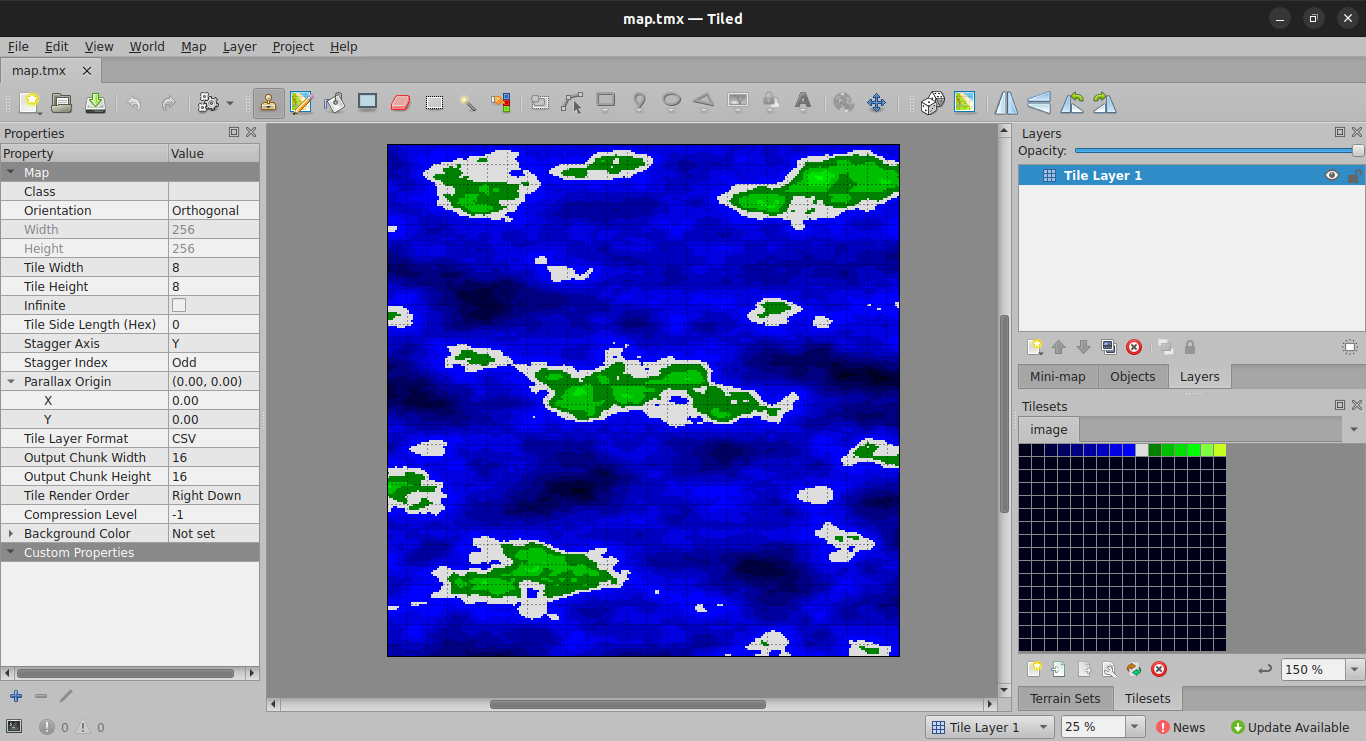 map.tmx — Tiled
File Edit View World Map Layer Project Help
map.tmx
Properties
Property Value
Map
Class
Orientation Orthogonal
Width 256
Height 256
Tile Width 8
Tile Height 8
Infinite
Tile Side Length (Hex) 0
Stagger Axis Y
Stagger Index Odd
Parallax Origin (0.00, 0.00)
X 0.00
Y 0.00
Tile Layer Format CSV
Output Chunk Width 16
Output Chunk Height 16
Tile Render Order Right Down
Compression Level -1
Background Color Not set
Custom Properties
0 0
Layers
Opacity:
Tile Layer 1
Mini-map Objects Layers
Tilesets
image
150 %
Terrain Sets Tilesets
Tile Layer 1 25 % News Update Available